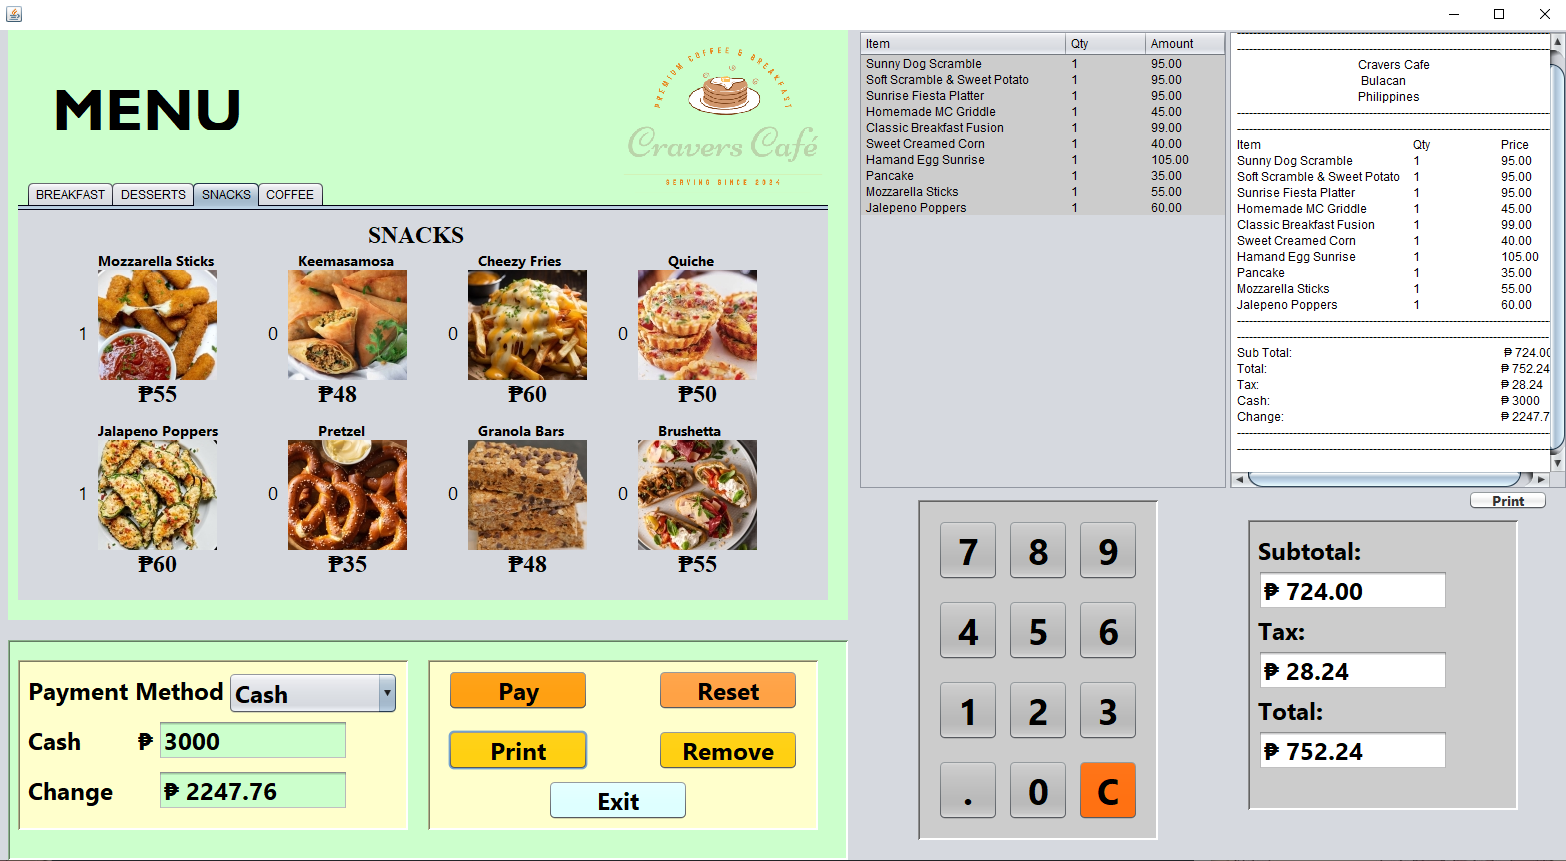 MENU
PREMIUM COFFEE & BREAKFAST
Cravers Café
SERVING SINCE 2024
BREAKFAST DESSERTS SNACKS COFFEE
SNACKS
Mozzarella Sticks Keemasamosa Cheezy Fries Quiche
1 0 0 0
₱55 ₱48 ₱60 ₱50
Jalapeno Poppers Pretzel Granola Bars Brushetta
1 0 0 0
₱60 ₱35 ₱48 ₱55
Payment Method Cash
Cash ₱ 3000
Change ₱ 2247.76
Pay Reset
Print Remove
Exit
Item Qty Amount
Sunny Dog Scramble 1 95.00
Soft Scramble & Sweet Potato 1 95.00
Sunrise Fiesta Platter 1 95.00
Homemade MC Griddle 1 45.00
Classic Breakfast Fusion 1 99.00
Sweet Creamed Corn 1 40.00
Hamand Egg Sunrise 1 105.00
Pancake 1 35.00
Mozzarella Sticks 1 55.00
Jalepeno Poppers 1 60.00
Cravers Cafe
Bulacan
Philippines
Item Qty Price
Sunny Dog Scramble 1 95.00
Soft Scramble & Sweet Potato 1 95.00
Sunrise Fiesta Platter 1 95.00
Homemade MC Griddle 1 45.00
Classic Breakfast Fusion 1 99.00
Sweet Creamed Corn 1 40.00
Hamand Egg Sunrise 1 105.00
Pancake 1 35.00
Mozzarella Sticks 1 55.00
Jalepeno Poppers 1 60.00
Sub Total: ₱ 724.00
Total: ₱ 752.24
Tax: ₱ 28.24
Cash: ₱ 3000
Change: ₱ 2247.7
Print
7 8 9
4 5 6
1 2 3
. 0 C
Subtotal:
₱ 724.00
Tax:
₱ 28.24
Total:
₱ 752.24